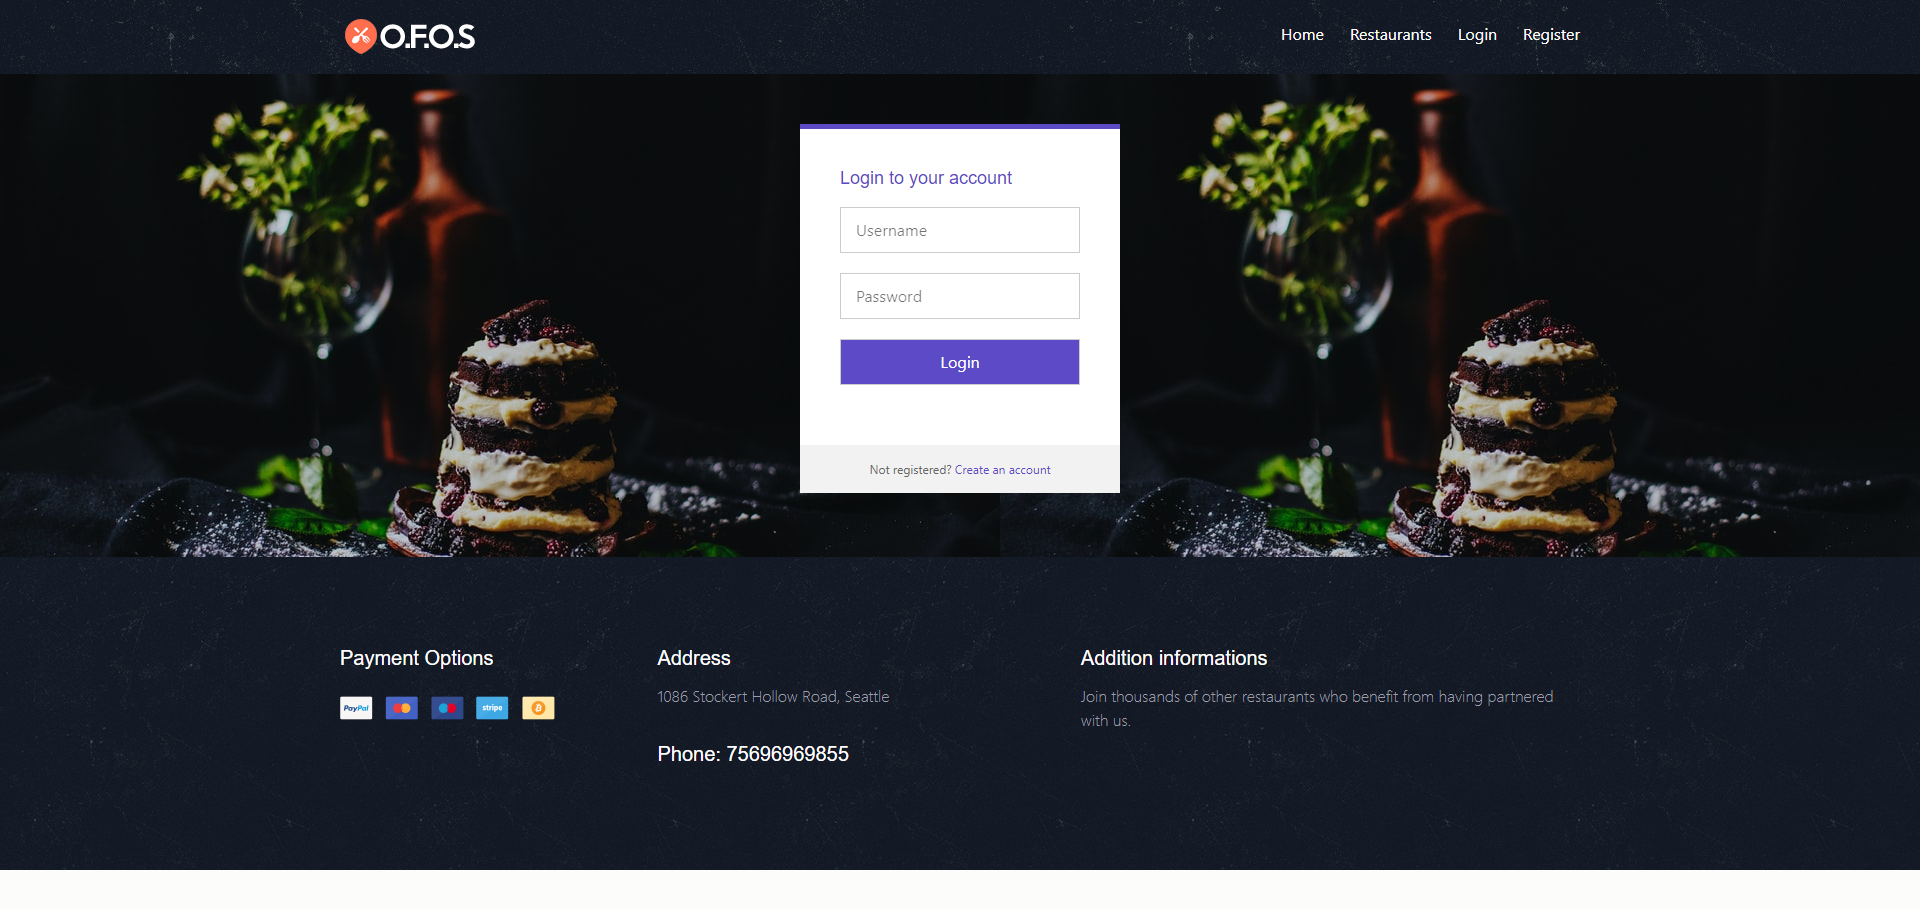 O.F.O.S
Home Restaurants Login Register
Login to your account
Username
Password
Login
Not registered? Create an account
Payment Options
PayPal stripe
Address
1086 Stockert Hollow Road, Seattle
Phone: 75696969855
Addition informations
Join thousands of other restaurants who benefit from having partnered
with us.